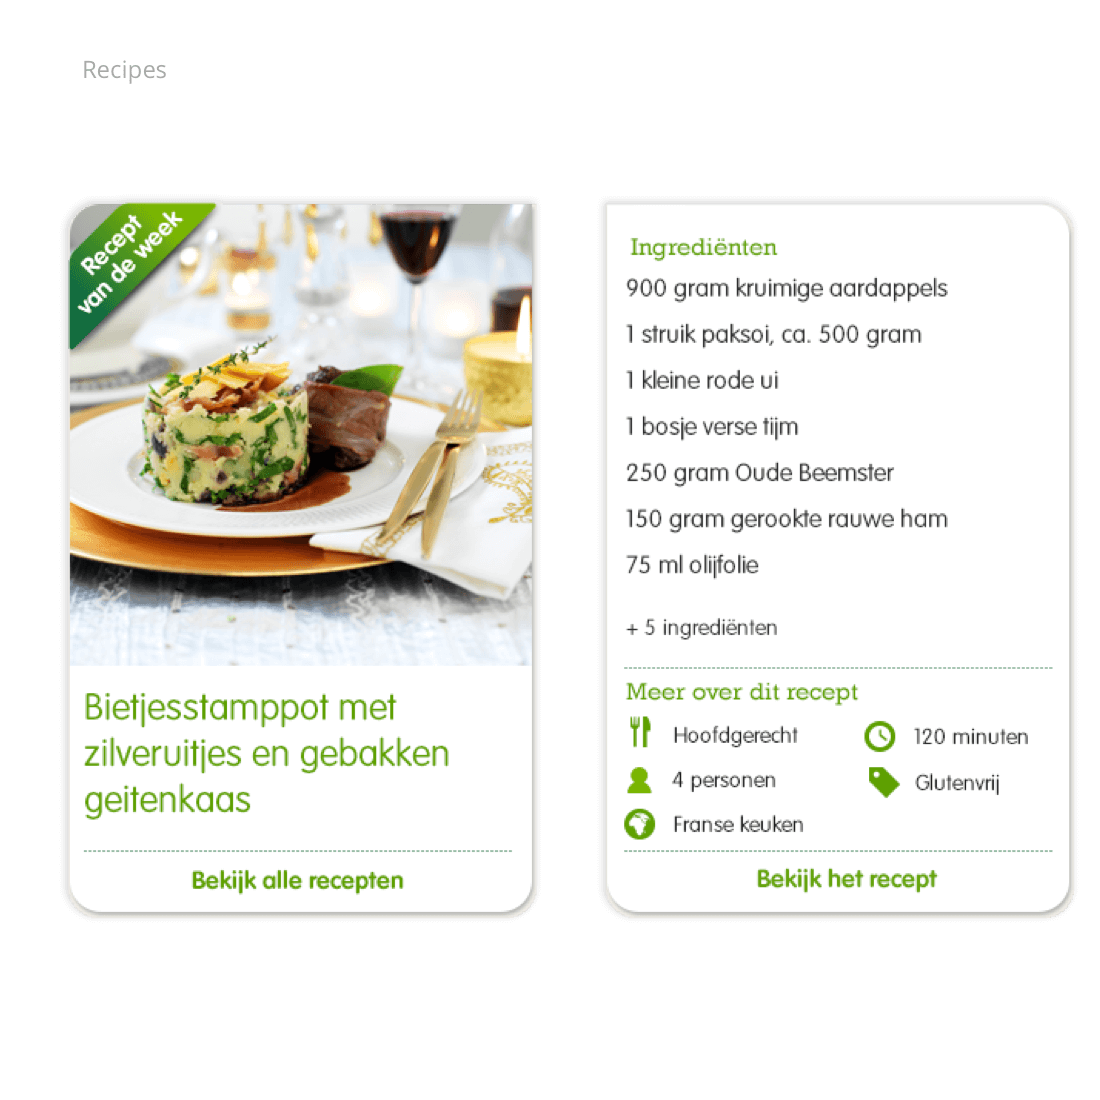 Recipes
Recept
van de week
Bietjesstamppot met
zilveruitjes en gebakken
geitenkaas
Bekijk alle recepten
Ingrediënten
900 gram kruimige aardappels
1 struik paksoi, ca. 500 gram
1 kleine rode ui
1 bosje verse tijm
250 gram Oude Beemster
150 gram gerookte rauwe ham
75 ml olijfolie
+ 5 ingrediënten
Meer over dit recept
Hoofdgerecht
120 minuten
4 personen
Glutenvrij
Franse keuken
Bekijk het recept